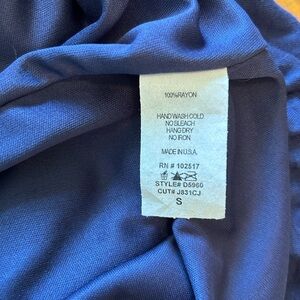 100%RAYON
HAND WASH COLD
NO BLEACH
HANG DRY
NO IRON
MADE IN U.S.A.
RN # 102517
STYLE# D5960
CUT# J831CJ
S